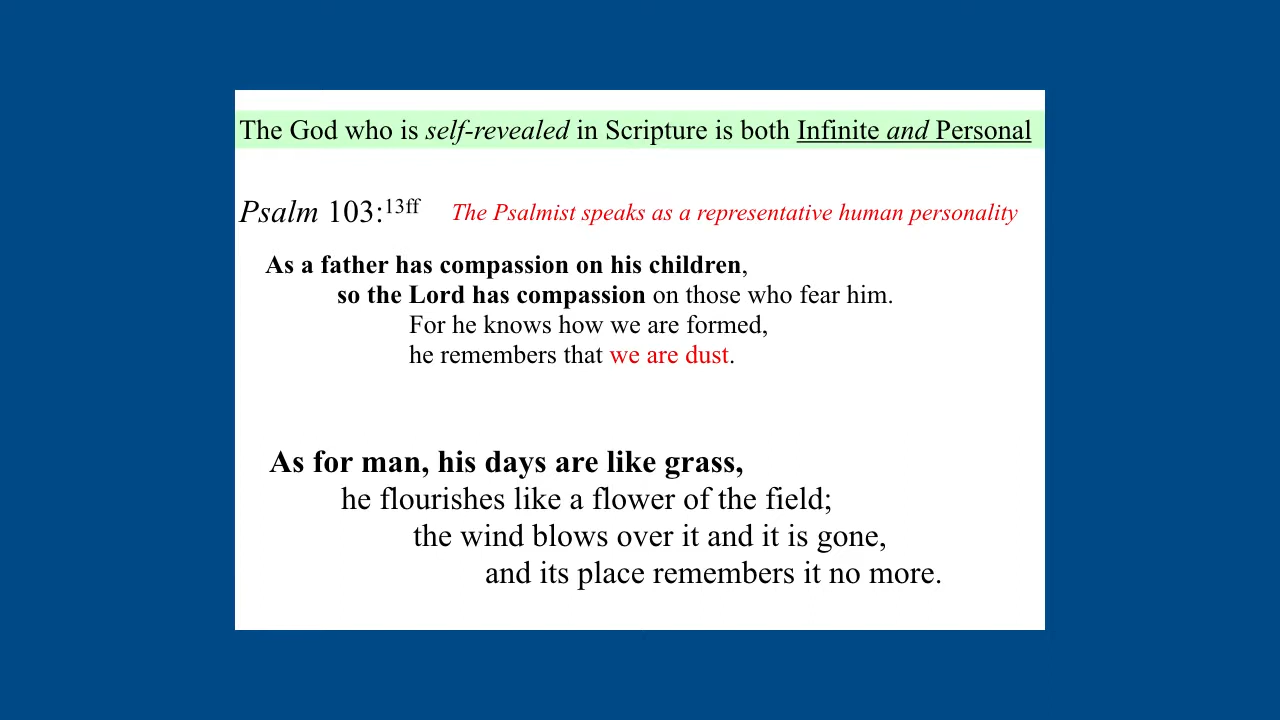 The God who is self-revealed in Scripture is both Infinite and Personal
Psalm 103:13ff The Psalmist speaks as a representative human personality
As a father has compassion on his children,
so the Lord has compassion on those who fear him.
For he knows how we are formed,
he remembers that we are dust.
As for man, his days are like grass,
he flourishes like a flower of the field;
the wind blows over it and it is gone,
and its place remembers it no more.